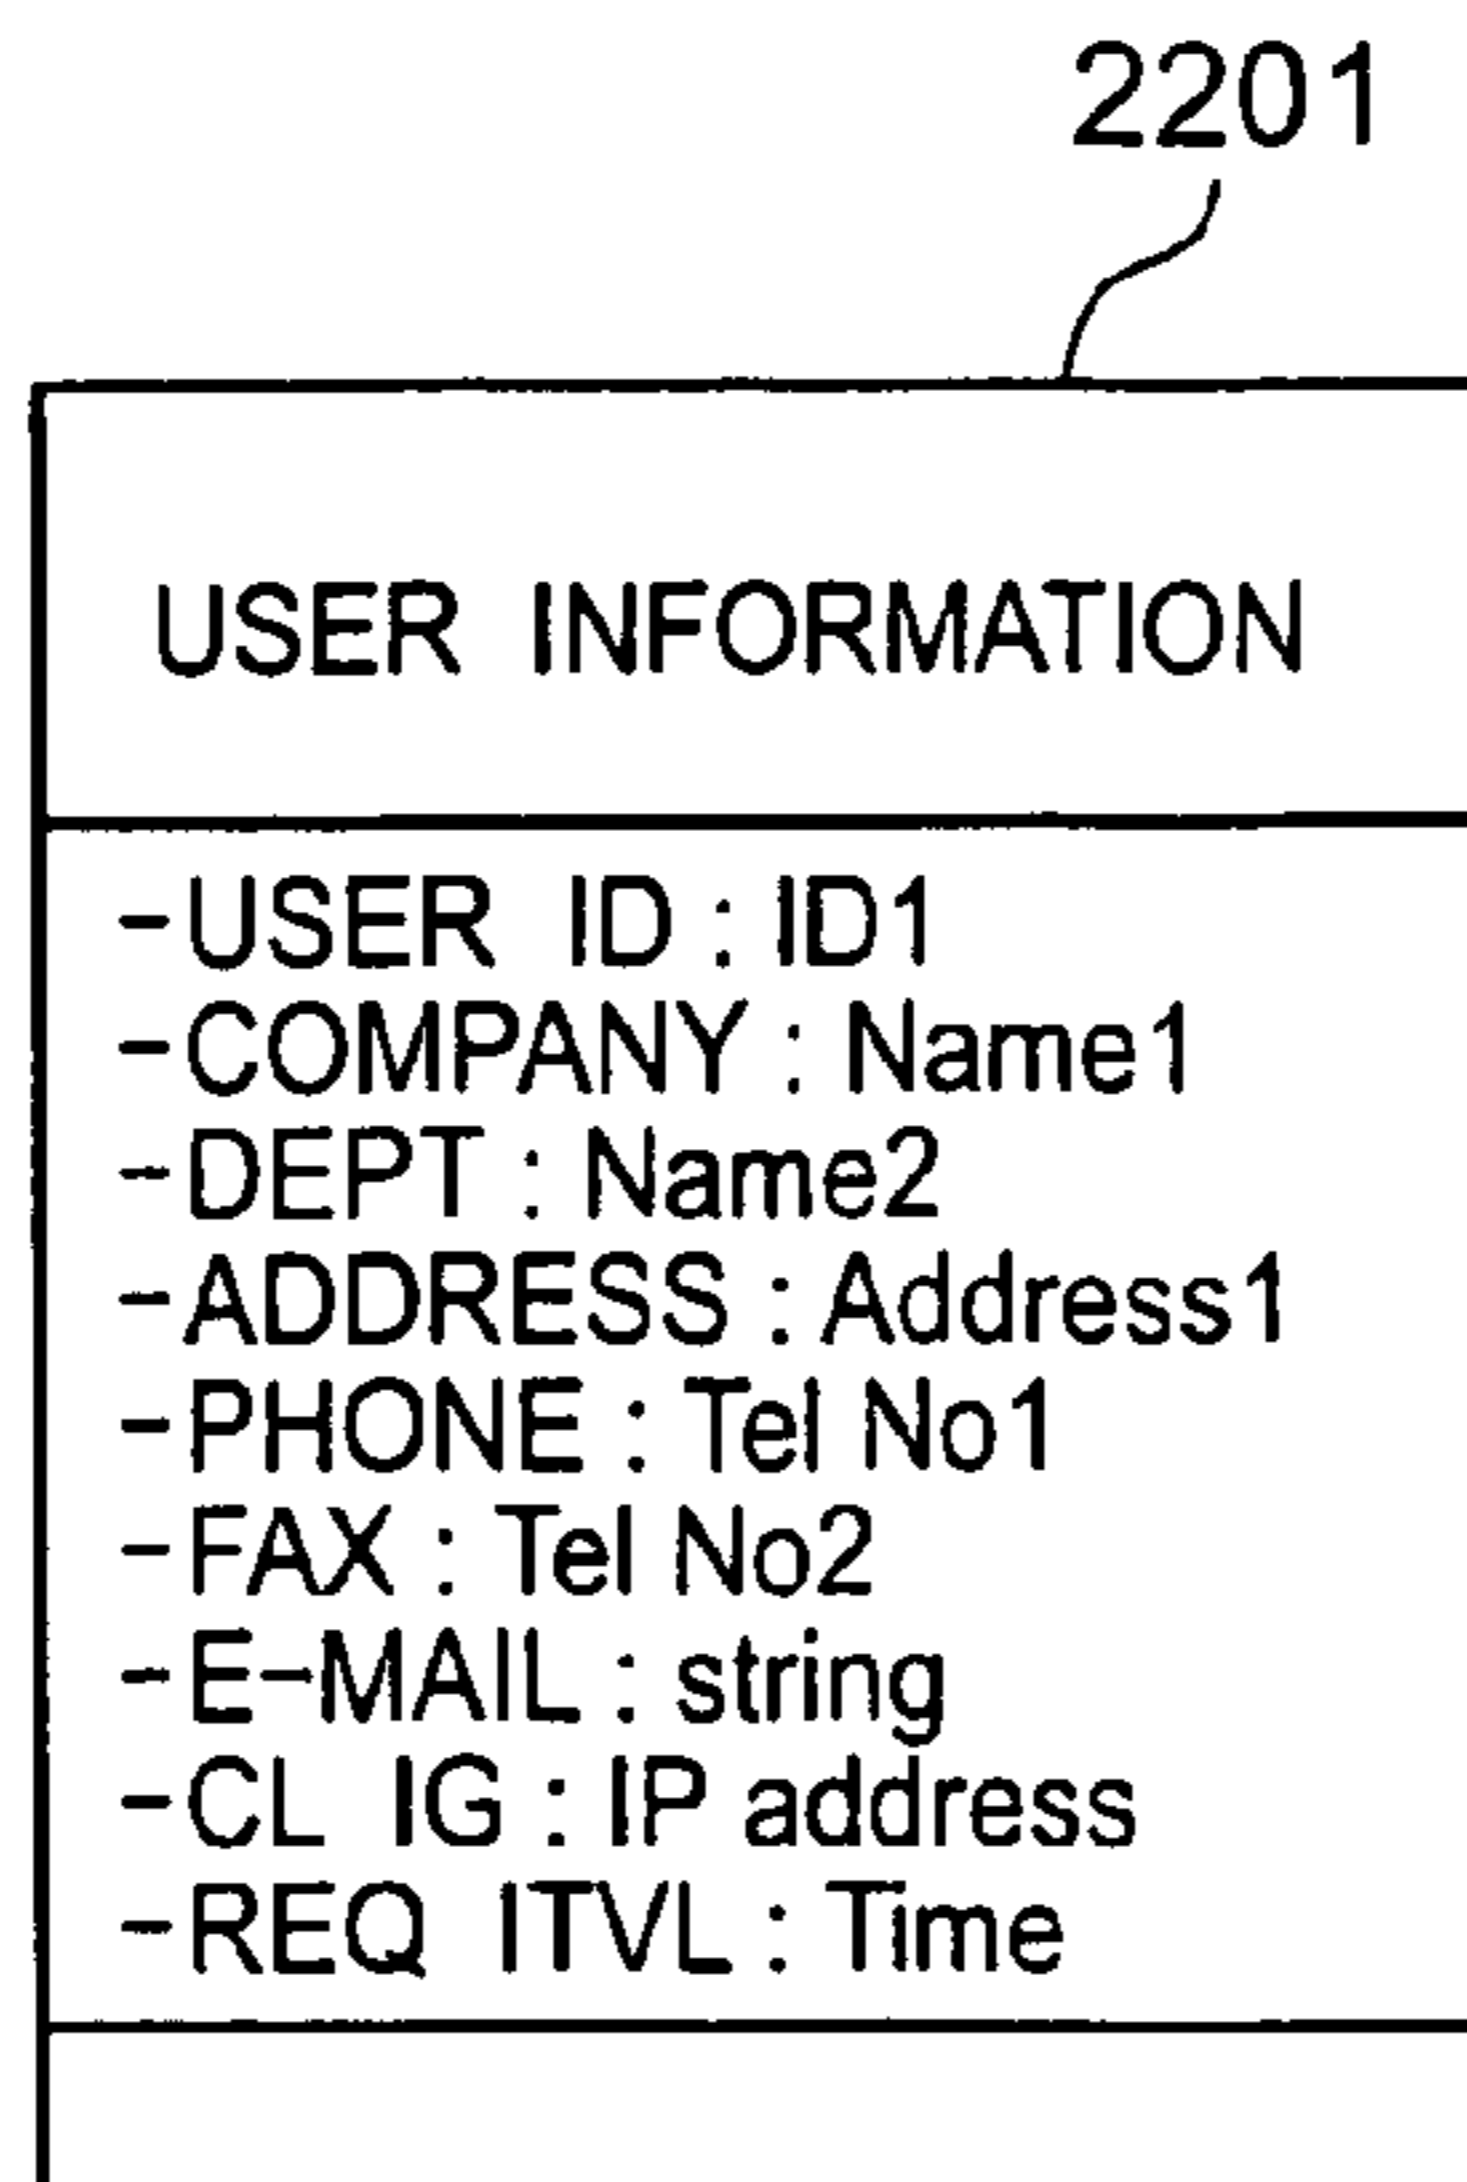 2201
USER INFORMATION
-USER ID : ID1
-COMPANY : Name1
-DEPT : Name2
-ADDRESS : Address1
-PHONE : Tel No1
-FAX : Tel No2
-E-MAIL : string
-CL IG : IP address
-REQ ITVL : Time